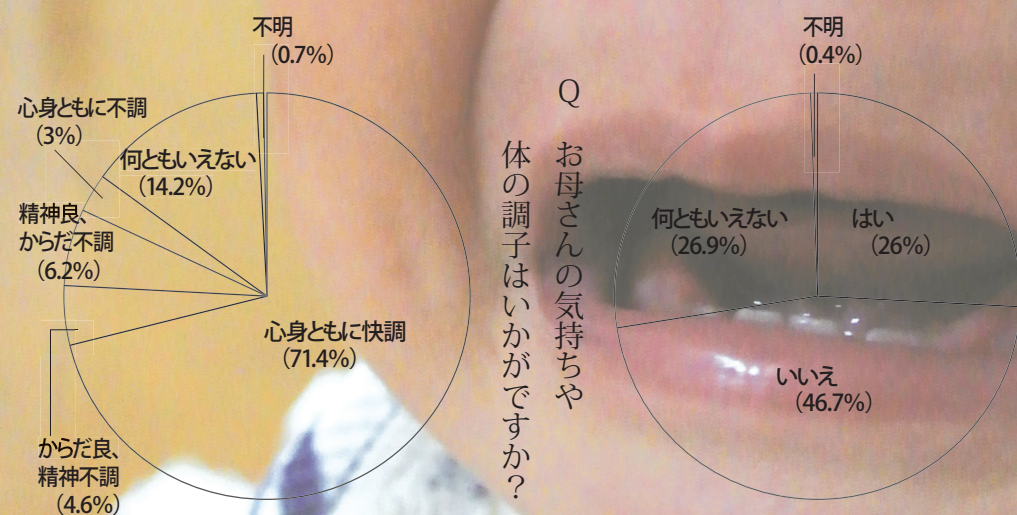 不明
（0.7%）
心身ともに不調
（3%）
何ともいえない
（14.2%）
精神良、
からだ不調
（6.2%）
心身ともに快調
（71.4%）
からだ良、
精神不調
（4.6%）
Q お母さんの気持ちや
体の調子はいかがですか？
不明
（0.4%）
何ともいえない
（26.9%）
はい
（26%）
いいえ
（46.7%）